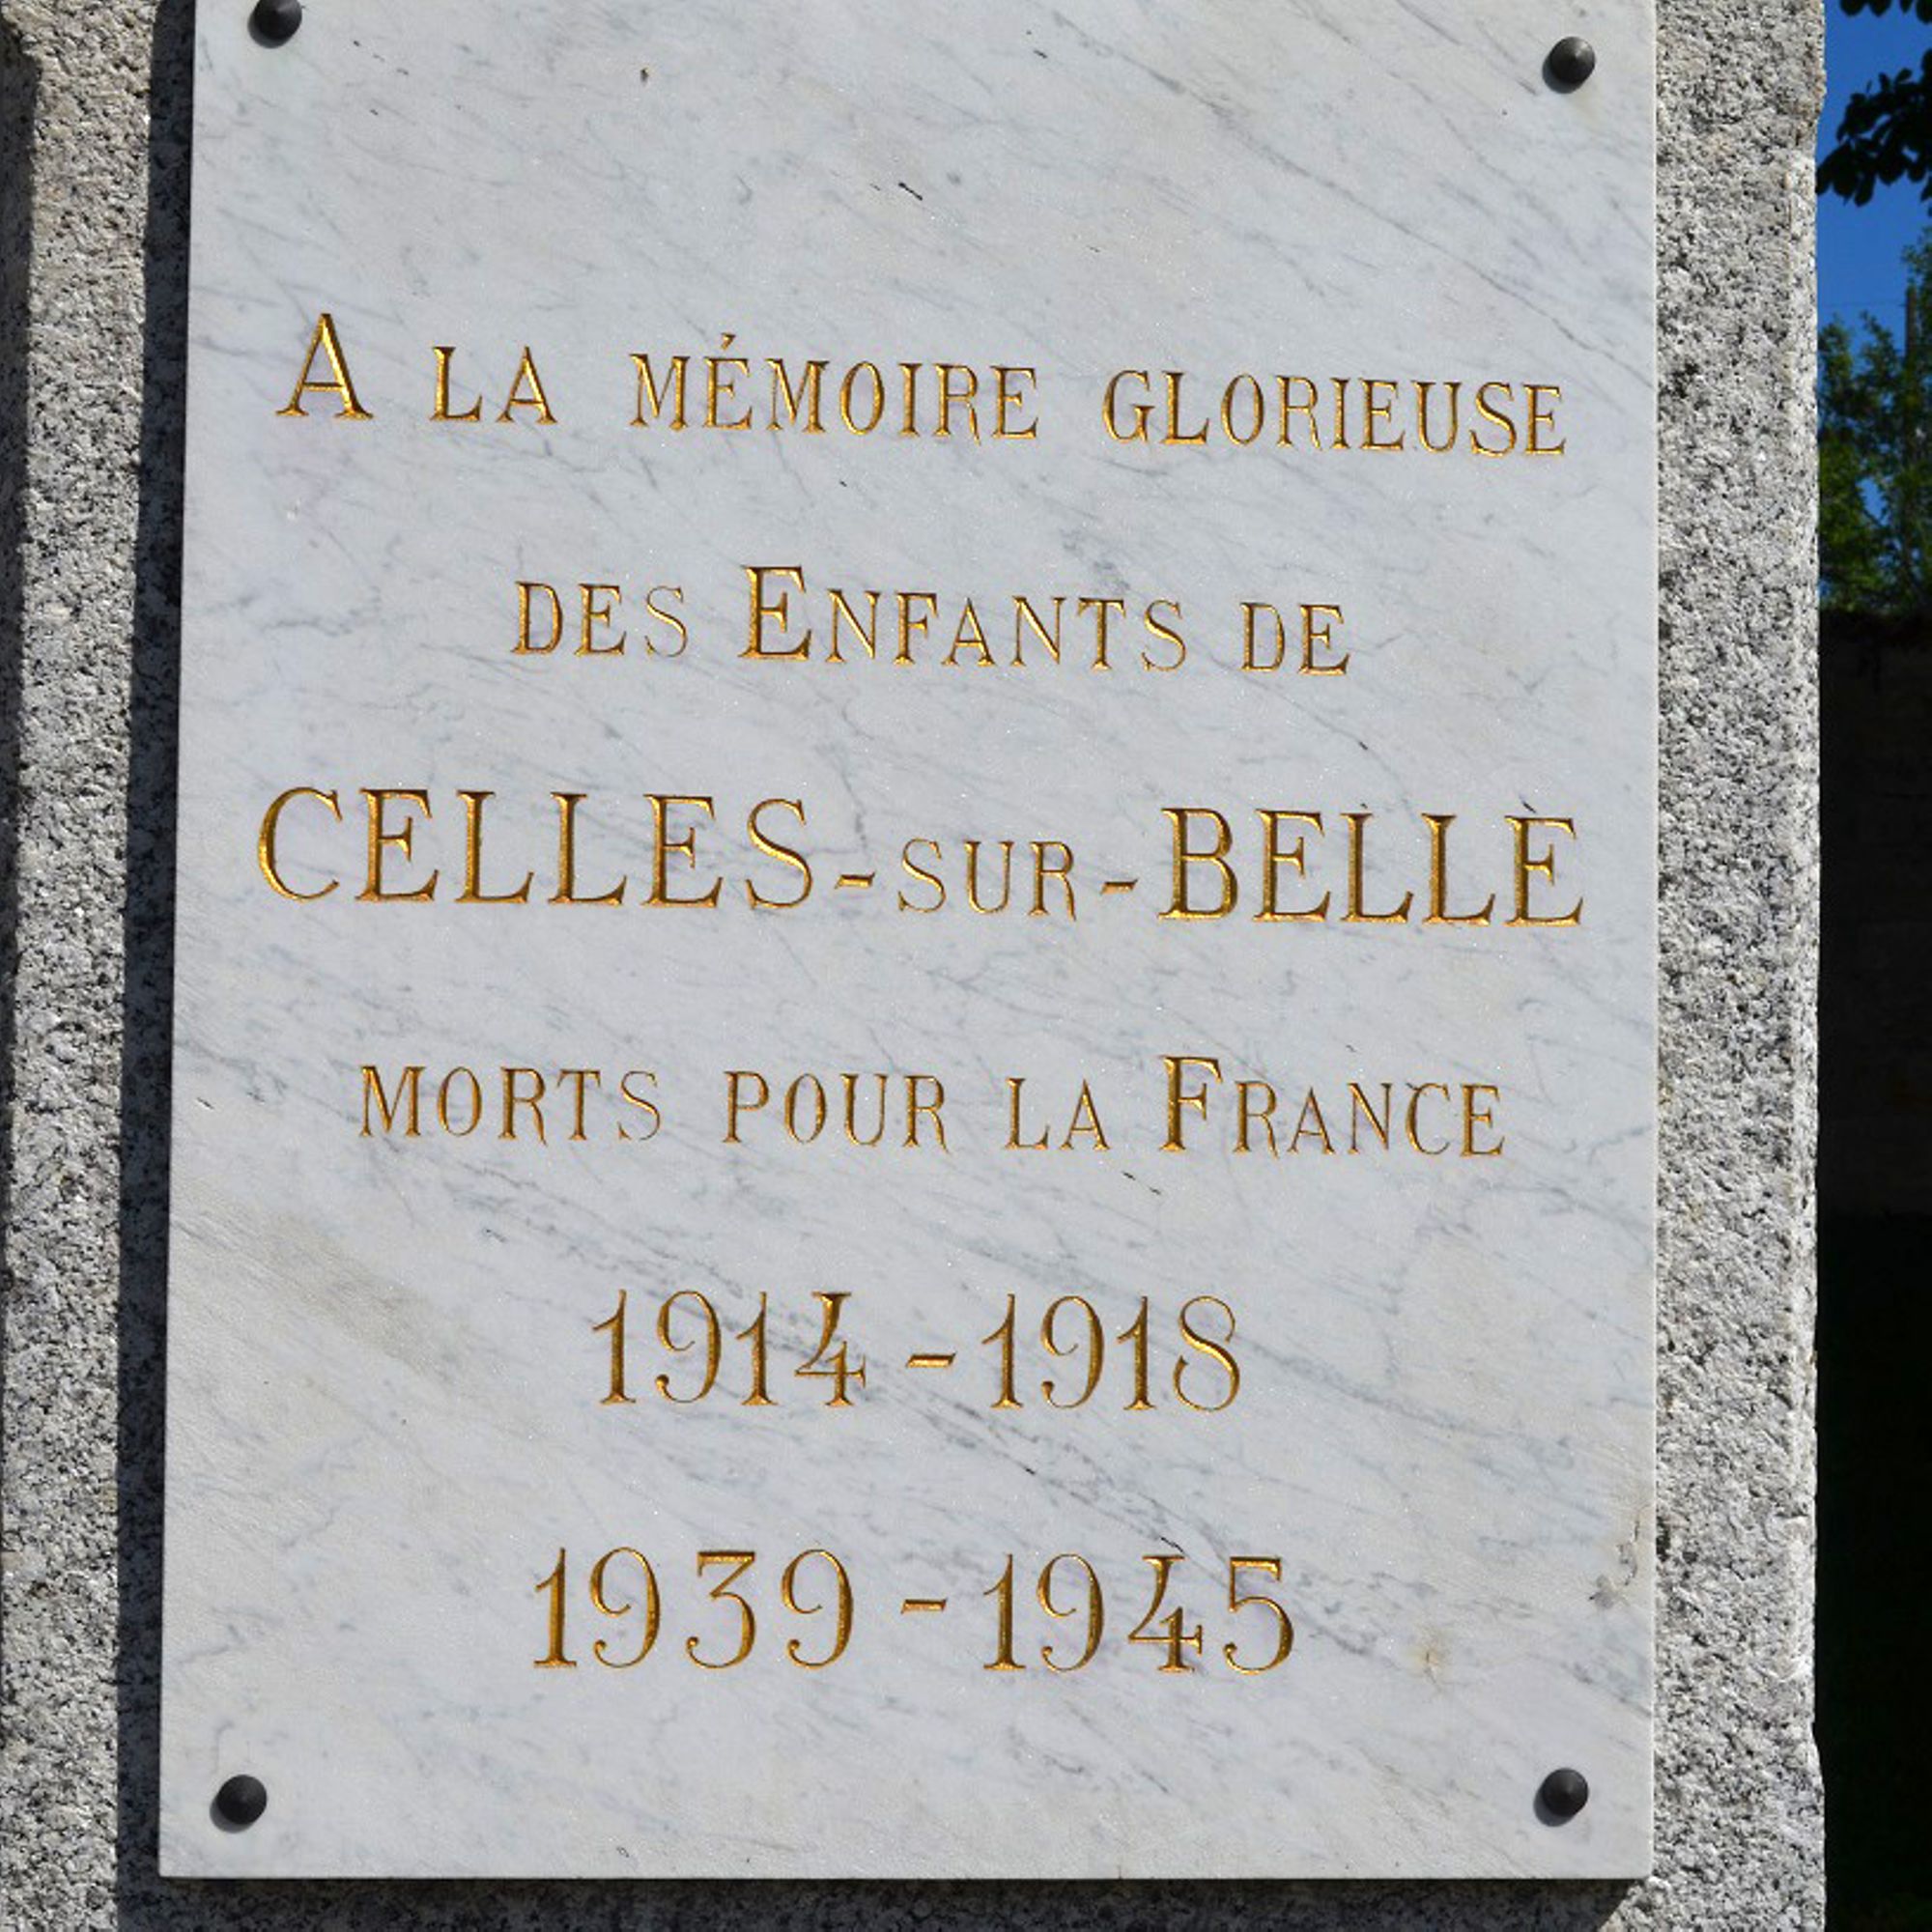 A LA MÉMOIRE GLORIEUSE
DES ENFANTS DE
CELLES-SUR-BELLE
MORTS POUR LA FRANCE
1914-1918
1939-1945